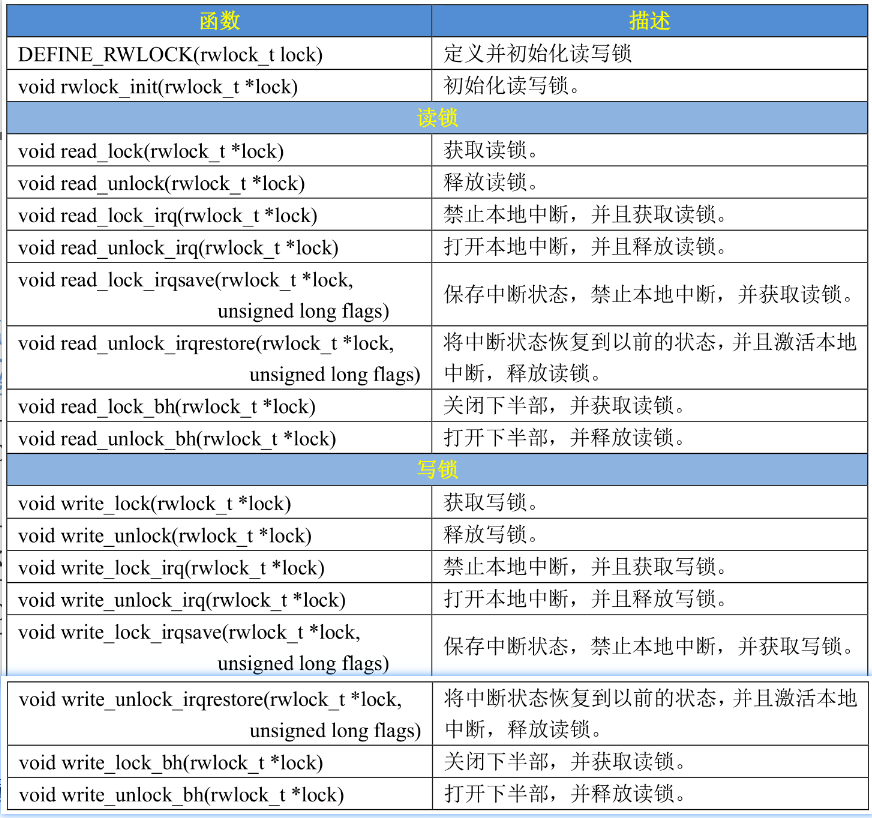 函数 描述
DEFINE_RWLOCK(rwlock_t lock) 定义并初始化读写锁
void rwlock_init(rwlock_t *lock) 初始化读写锁。
读锁
void read_lock(rwlock_t *lock) 获取读锁。
void read_unlock(rwlock_t *lock) 释放读锁。
void read_lock_irq(rwlock_t *lock) 禁止本地中断，并且获取读锁。
void read_unlock_irq(rwlock_t *lock) 打开本地中断，并且释放读锁。
void read_lock_irqsave(rwlock_t *lock,
unsigned long flags)
保存中断状态，禁止本地中断，并获取读锁。
void read_unlock_irqrestore(rwlock_t *lock,
unsigned long flags)
将中断状态恢复到以前的状态，并且激活本地
中断，释放读锁。
void read_lock_bh(rwlock_t *lock) 关闭下半部，并获取读锁。
void read_unlock_bh(rwlock_t *lock) 打开下半部，并释放读锁。
写锁
void write_lock(rwlock_t *lock) 获取写锁。
void write_unlock(rwlock_t *lock) 释放写锁。
void write_lock_irq(rwlock_t *lock) 禁止本地中断，并且获取写锁。
void write_unlock_irq(rwlock_t *lock) 打开本地中断，并且释放写锁。
void write_lock_irqsave(rwlock_t *lock,
unsigned long flags)
保存中断状态，禁止本地中断，并获取写锁。
void write_unlock_irqrestore(rwlock_t *lock,
unsigned long flags)
将中断状态恢复到以前的状态，并且激活本地
中断，释放读锁。
void write_lock_bh(rwlock_t *lock) 关闭下半部，并获取读锁。
void write_unlock_bh(rwlock_t *lock) 打开下半部，并释放读锁。